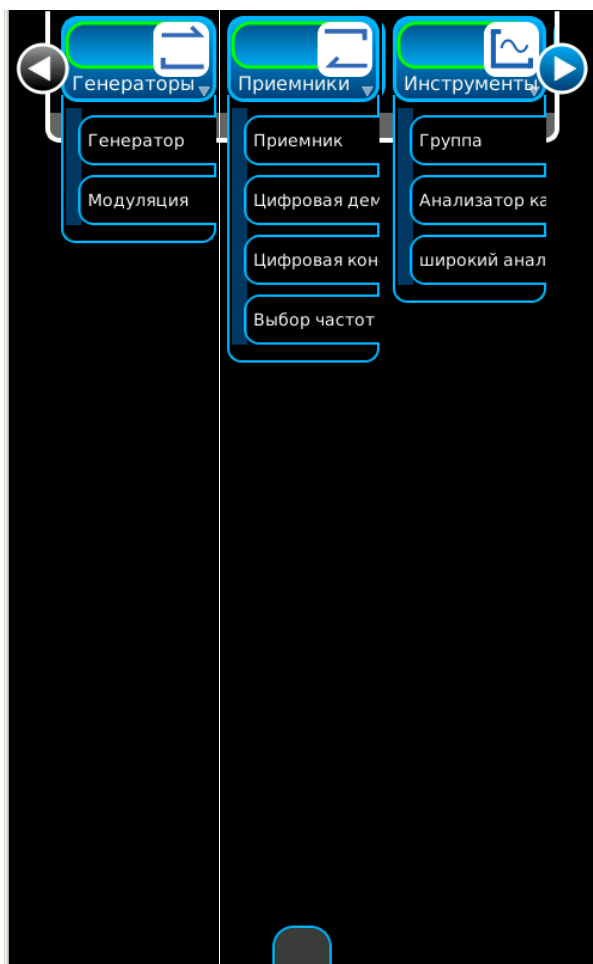 Генераторы
Приемники
Инструменты
Генератор
Приемник
Группа
Модуляция
Цифровая дем
Анализатор ка
Цифровая кон
широкий анал
Выбор частот